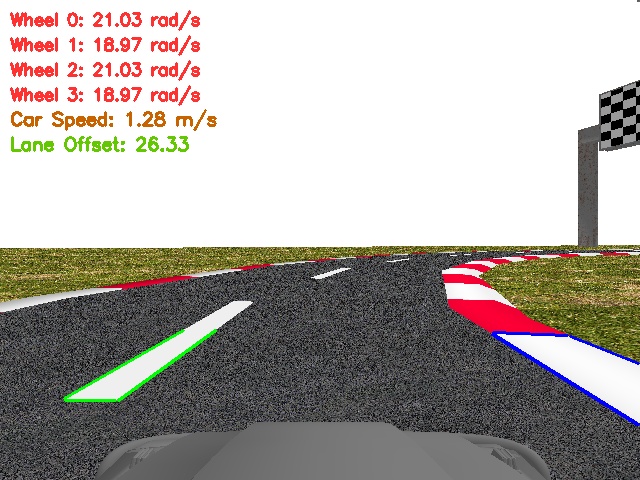 Wheel 0: 21.03 rad/s
Wheel 1: 18.97 rad/s
Wheel 2: 21.03 rad/s
Wheel 3: 18.97 rad/s
Car Speed: 1.28 m/s
Lane Offset: 26.33